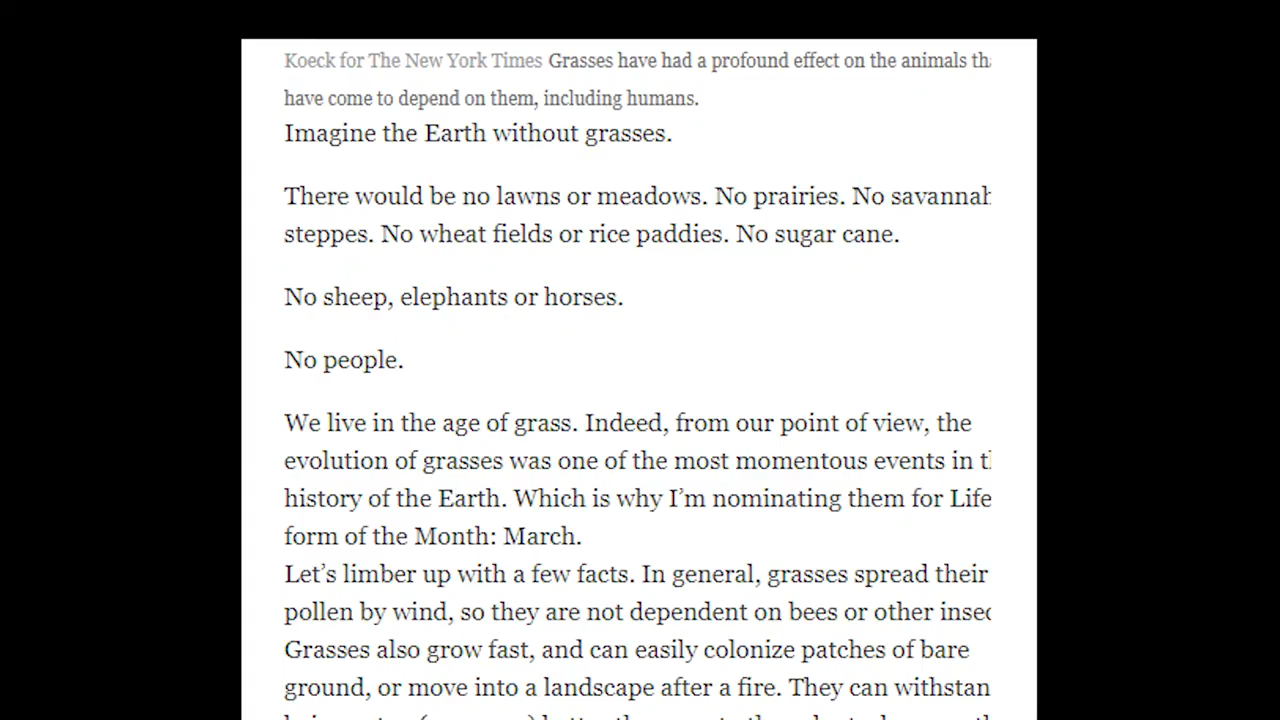 Koeck for The New York Times Grasses have had a profound effect on the animals
have come to depend on them, including humans.
Imagine the Earth without grasses.
There would be no lawns or meadows. No prairies. No
steppes. No wheat fields or rice paddies. No sugar cane.
No sheep, elephants or horses.
No people.
We live in the age of grass. Indeed, from our point of view, the
evolution of grasses was one of the most momentous events in
history of the Earth. Which is why I’m nominating them for Life
form of the Month: March.
Let’s limber up with a few facts. In general, grasses spread their
pollen by wind, so they are not dependent on bees or other
Grasses also grow fast, and can easily colonize patches of bare
ground, or move into a landscape after a fire. They can